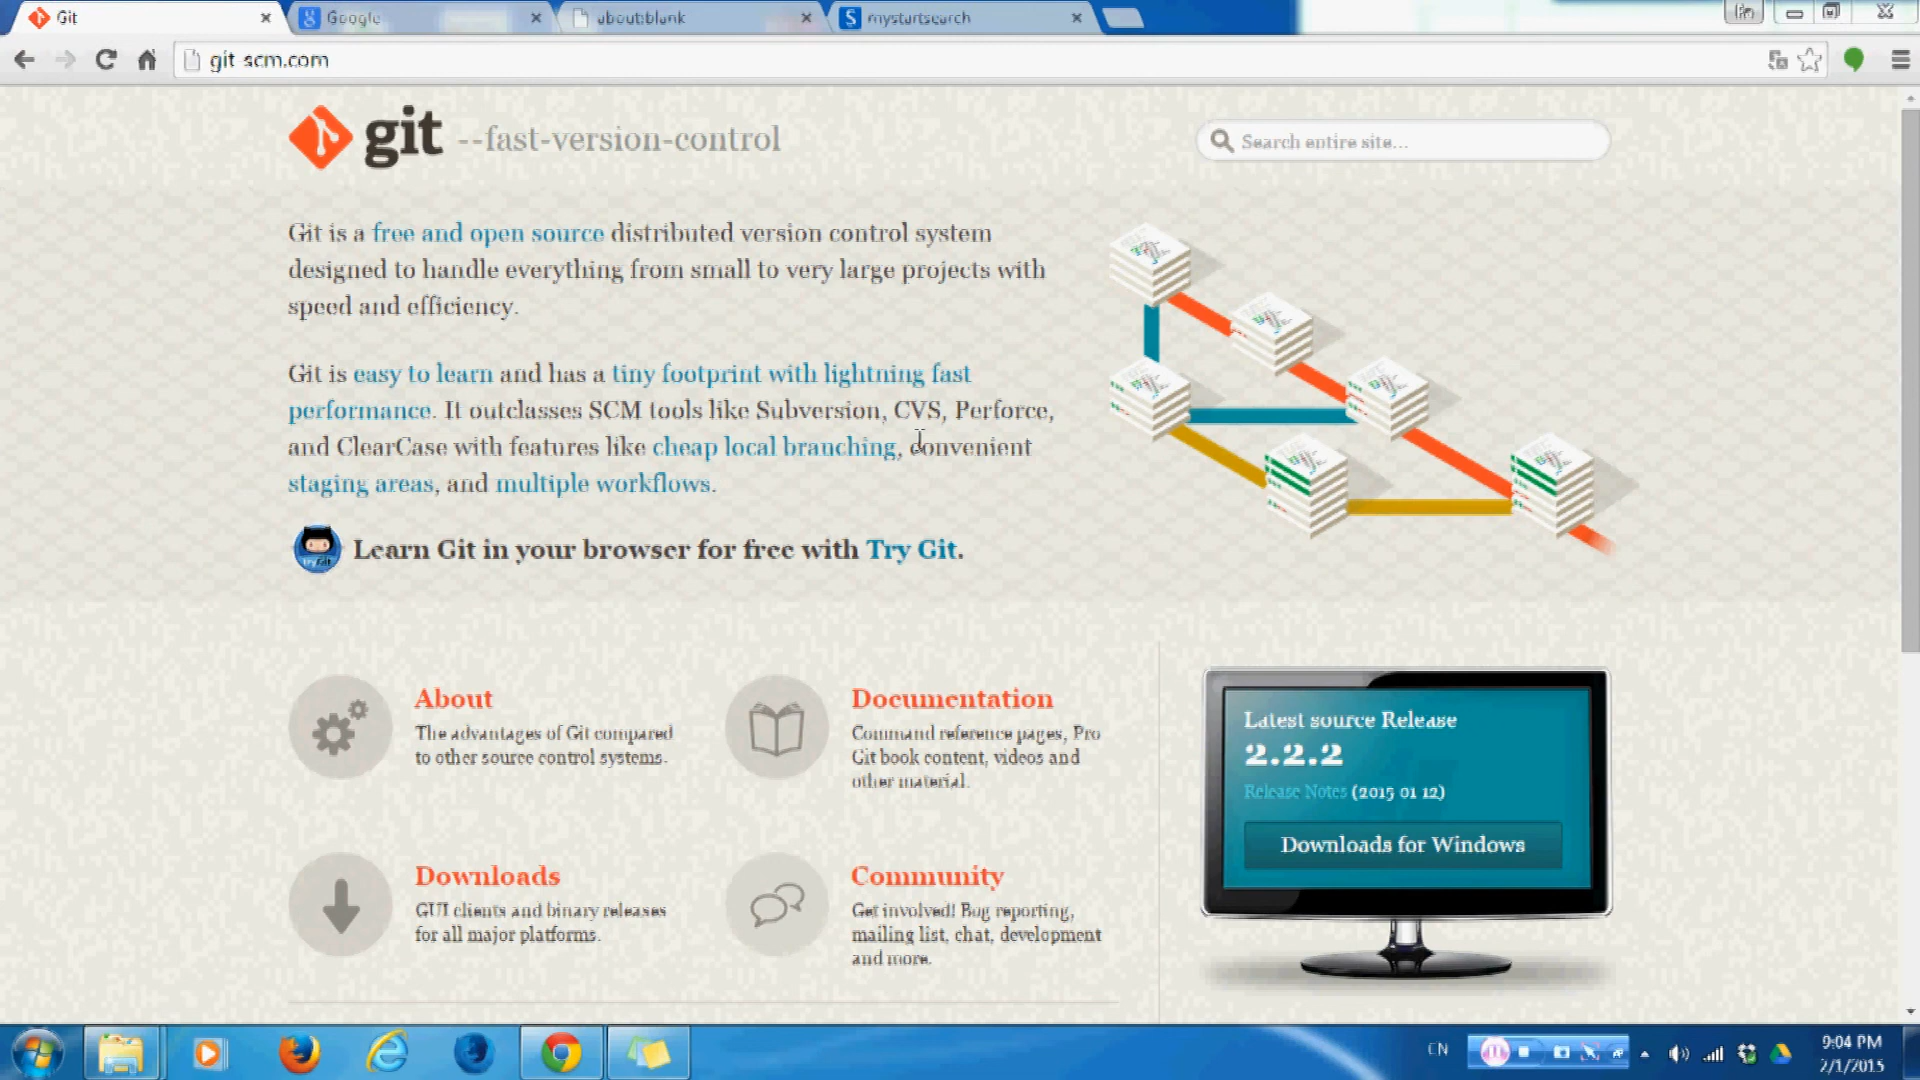 Git
Google
about:blank
mystartsearch
git-scm.com
git --fast-version-control
Search entire site...
Git is a free and open source distributed version control system
designed to handle everything from small to very large projects with
speed and efficiency.
Git is easy to learn and has a tiny footprint with lightning fast
performance. It outclasses SCM tools like Subversion, CVS, Perforce,
and ClearCase with features like cheap local branching, convenient
staging areas, and multiple workflows.
Learn Git in your browser for free with Try Git.
About
The advantages of Git compared
to other source control systems.
Documentation
Command reference pages, Pro
Git book content, videos and
other material.
Downloads
GUI clients and binary releases
for all major platforms.
Community
Get involved! Bug reporting,
mailing list, chat, development
and more.
Latest source Release
2.2.2
Release Notes (2015-01-12)
Downloads for Windows
9:04 PM
2/1/2015